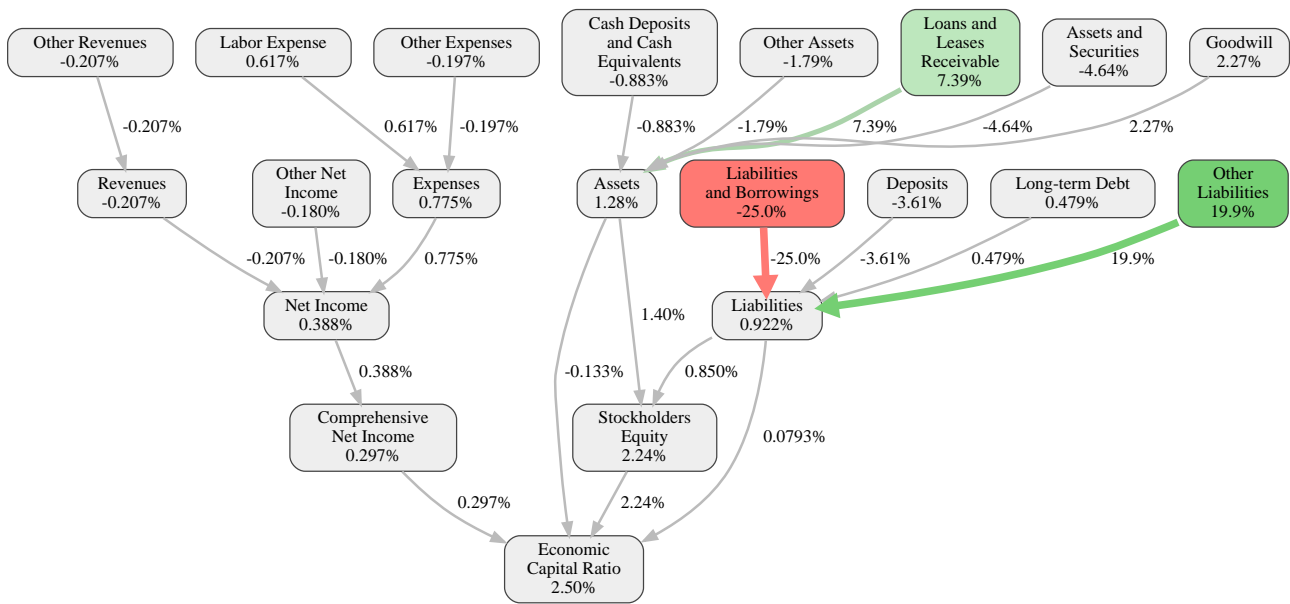 Other Revenues
-0.207%
Labor Expense
0.617%
Other Expenses
-0.197%
Cash Deposits
and Cash
Equivalents
-0.883%
Other Assets
-1.79%
Loans and
Leases
Receivable
7.39%
Assets and
Securities
-4.64%
Goodwill
2.27%
-0.207%
0.617%
-0.197%
-0.883%
-1.79%
7.39%
-4.64%
2.27%
Revenues
-0.207%
Other Net
Income
-0.180%
Expenses
0.775%
Assets
1.28%
Liabilities
and Borrowings
-25.0%
Deposits
-3.61%
Long-term Debt
0.479%
Other
Liabilities
19.9%
-0.207%
-0.180%
0.775%
-25.0%
-3.61%
0.479%
19.9%
Net Income
0.388%
1.40%
Liabilities
0.922%
0.388%
-0.133%
0.850%
Comprehensive
Net Income
0.297%
Stockholders
Equity
2.24%
0.0793%
0.297%
2.24%
Economic
Capital Ratio
2.50%